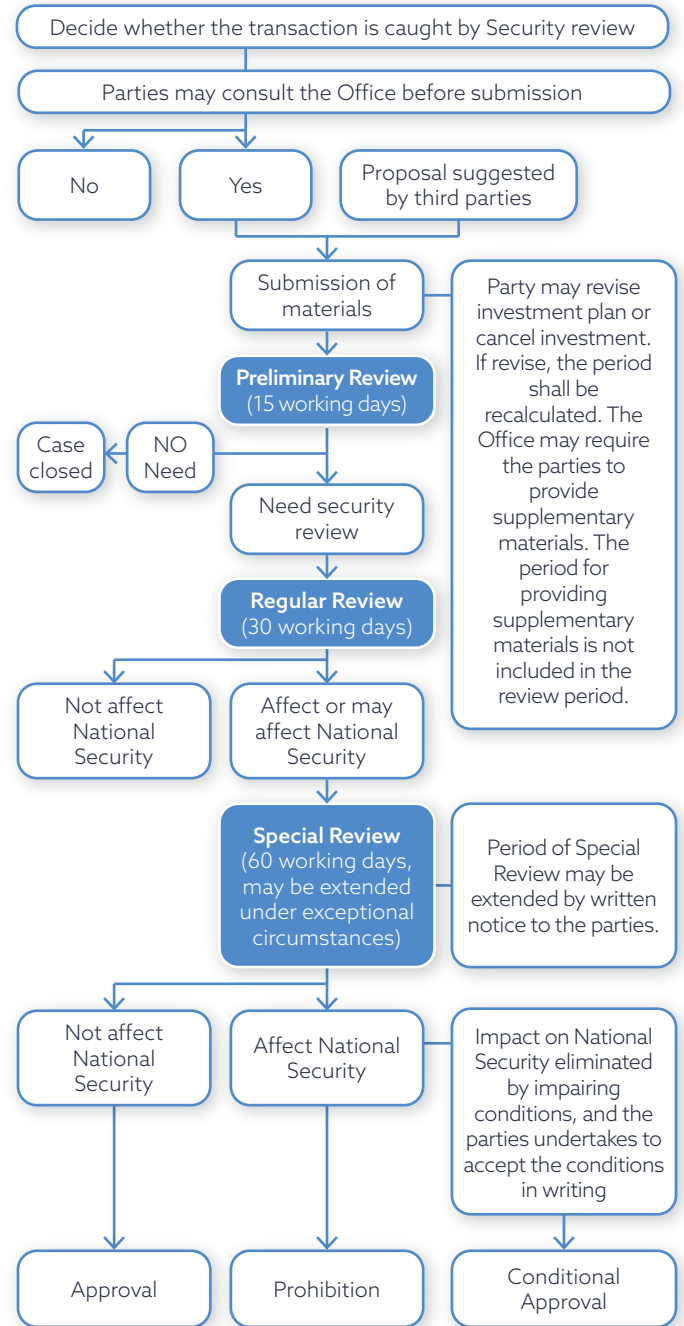 Decide whether the transaction is caught by Security review
Parties may consult the Office before submission
No
Yes
Proposal suggested
by third parties
Submission of
materials
Party may revise
investment plan or
cancel investment.
If revise, the period
shall be
recalculated. The
Office may require
the parties to
provide
supplementary
materials. The
period for
providing
supplementary
materials is not
included in the
review period.
Preliminary Review
(15 working days)
Case
closed
NO
Need
Need security
review
Regular Review
(30 working days)
Not affect
National
Security
Affect or may
affect National
Security
Special Review
(60 working days,
may be extended
under exceptional
circumstances)
Period of Special
Review may be
extended by written
notice to the parties.
Not affect
National
Security
Affect National
Security
Impact on National
Security eliminated
by impairing
conditions, and the
parties undertakes to
accept the conditions
in writing
Approval
Prohibition
Conditional
Approval